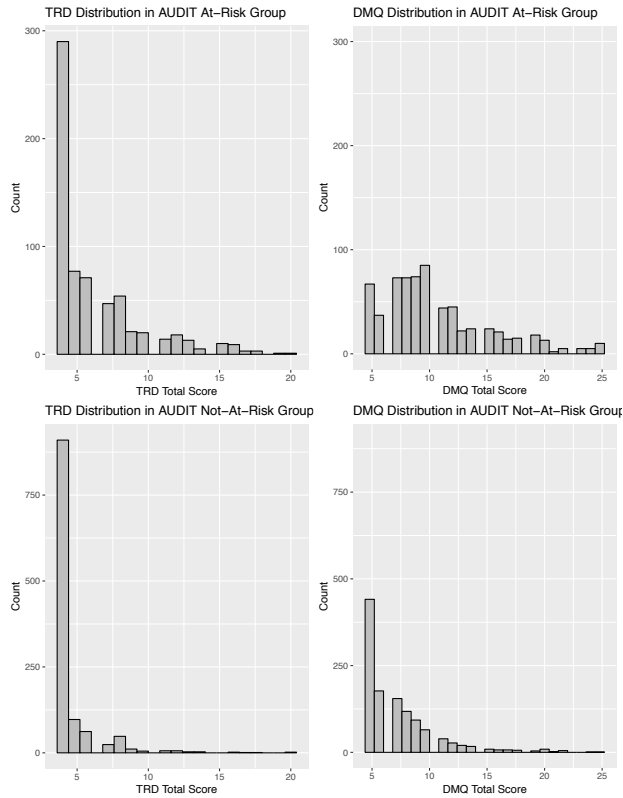 TRD Distribution in AUDIT At−Risk Group
300
200
100
0
Count
5 10 15 20
TRD Total Score
DMQ Distribution in AUDIT At−Risk Group
300
200
100
0
Count
5 10 15 20 25
DMQ Total Score
TRD Distribution in AUDIT Not−At−Risk Group
750
500
250
0
Count
5 10 15 20
TRD Total Score
DMQ Distribution in AUDIT Not−At−Risk Group
750
500
250
0
Count
5 10 15 20 25
DMQ Total Score